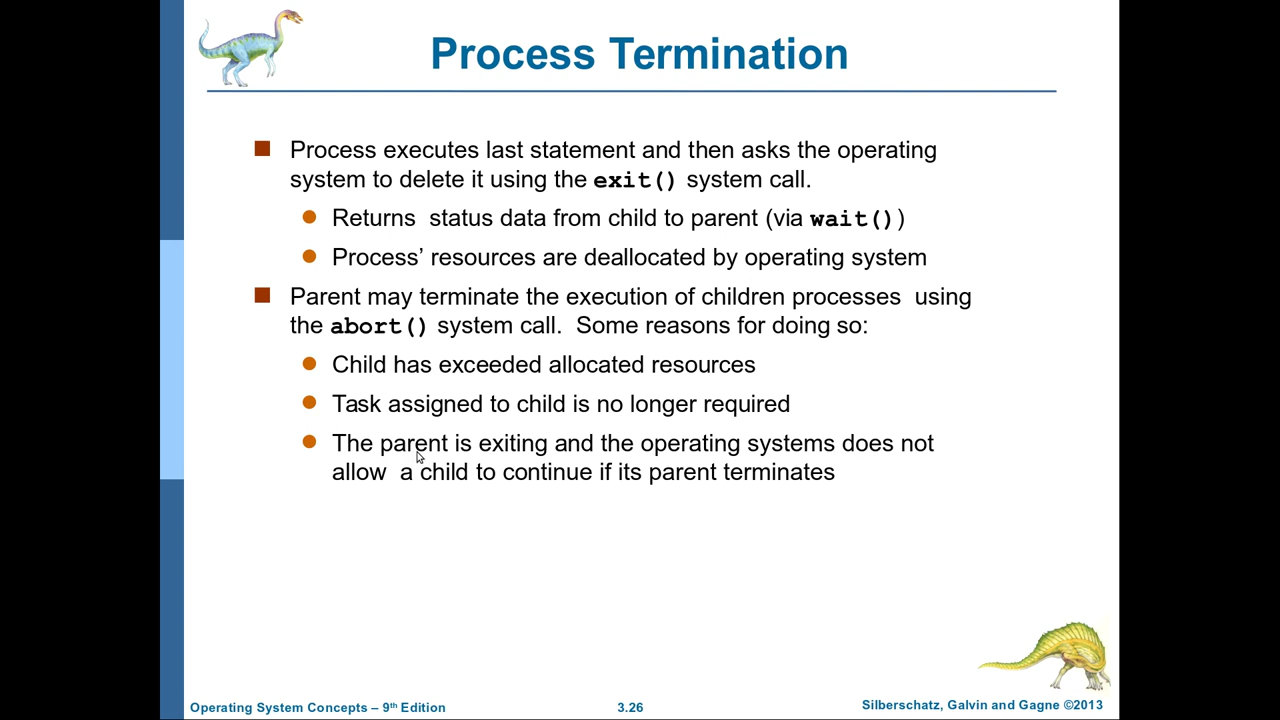 Process Termination
Process executes last statement and then asks the operating
system to delete it using the exit() system call.
Returns status data from child to parent (via wait())
Process’ resources are deallocated by operating system
Parent may terminate the execution of children processes using
the abort() system call. Some reasons for doing so:
Child has exceeded allocated resources
Task assigned to child is no longer required
The parent is exiting and the operating systems does not
allow a child to continue if its parent terminates
Operating System Concepts – 9th Edition
3.26
Silberschatz, Galvin and Gagne ©2013